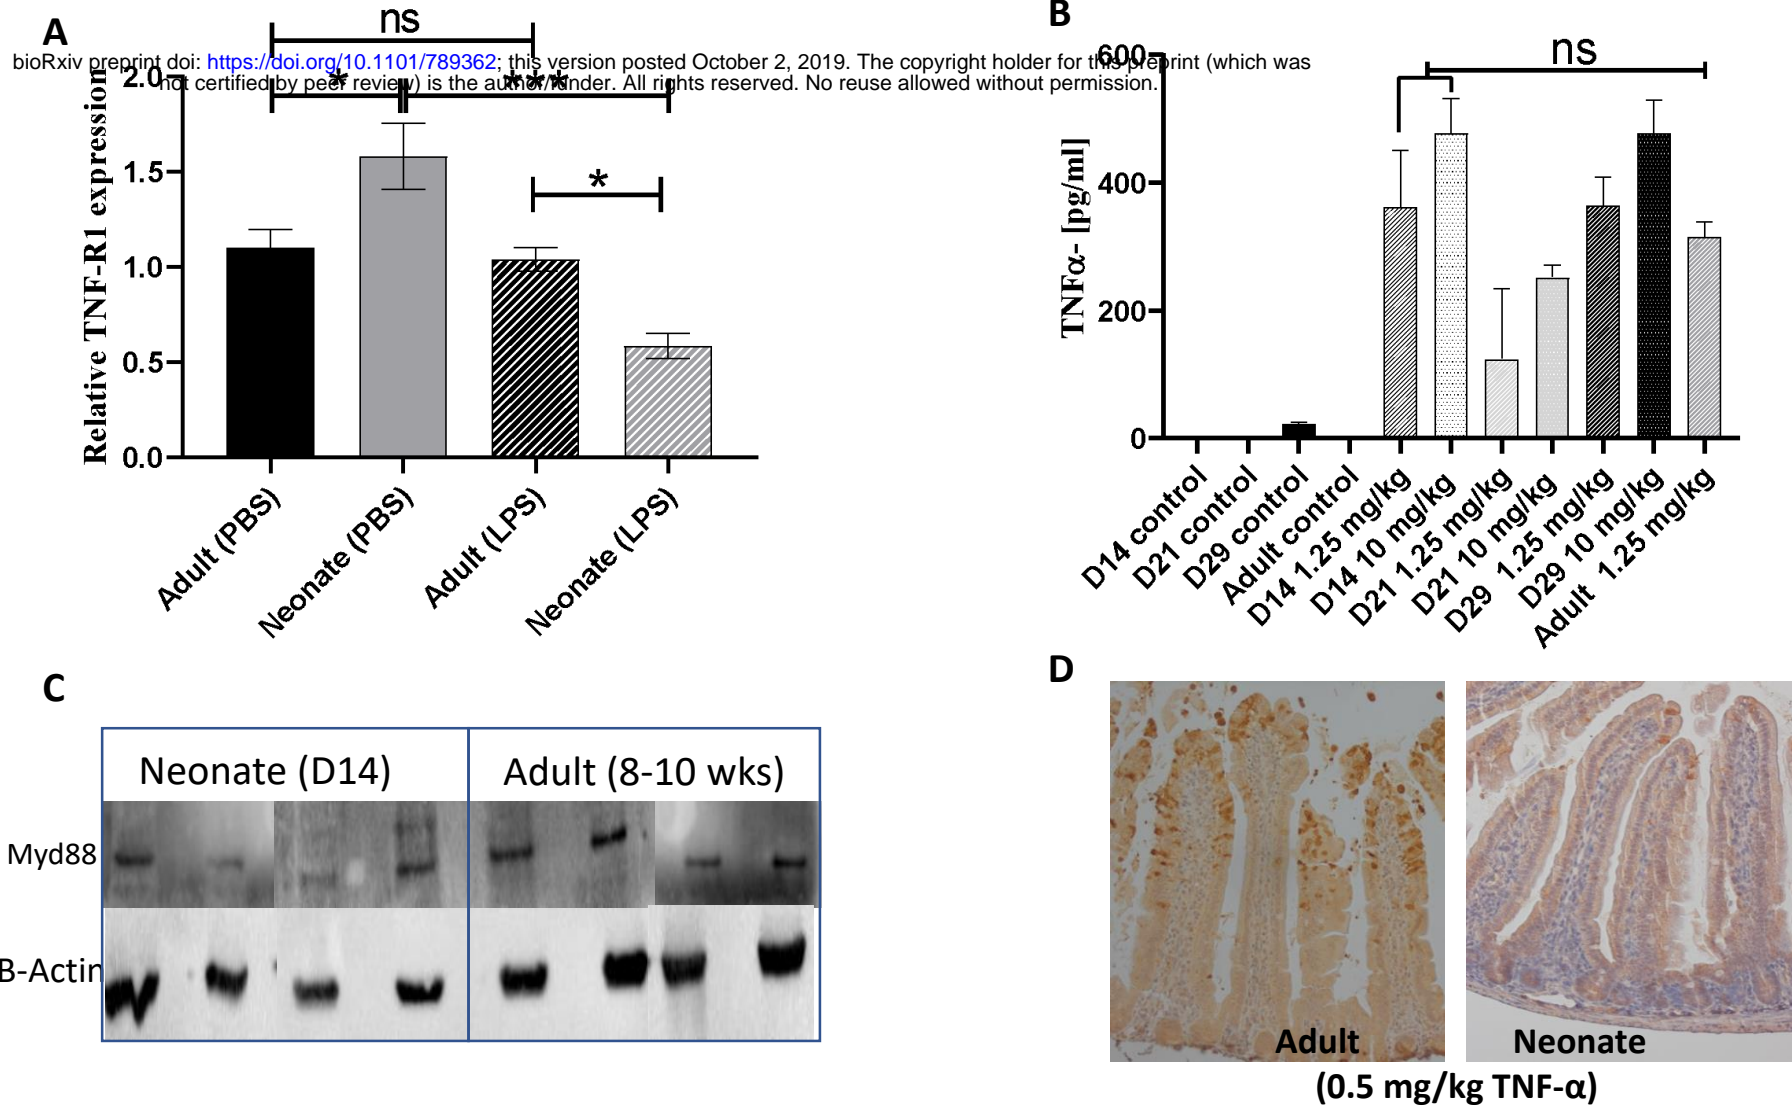 A
ns
B
bioRxiv preprint doi: https://doi.org/10.1101/789362; this version posted October 2, 2019. The copyright holder for this preprint (which was
not certified by peer review) is the author/funder. All rights reserved. No reuse allowed without permission.
* ***
*
Relative TNF-R1 expression
2.0
1.5
1.0
0.5
0.0
Adult (PBS)
Neonate (PBS)
Adult (LPS)
Neonate (LPS)
ns
TNFα- [pg/ml]
600
400
200
0
D14 control
D21 control
D29 control
Adult control
D14 1.25 mg/kg
D14 10 mg/kg
D21 1.25 mg/kg
D21 10 mg/kg
D29 1.25 mg/kg
D29 10 mg/kg
Adult 1.25 mg/kg
C
Neonate (D14)
Adult (8-10 wks)
Myd88
B-Actin
D
Adult
Neonate
(0.5 mg/kg TNF-α)